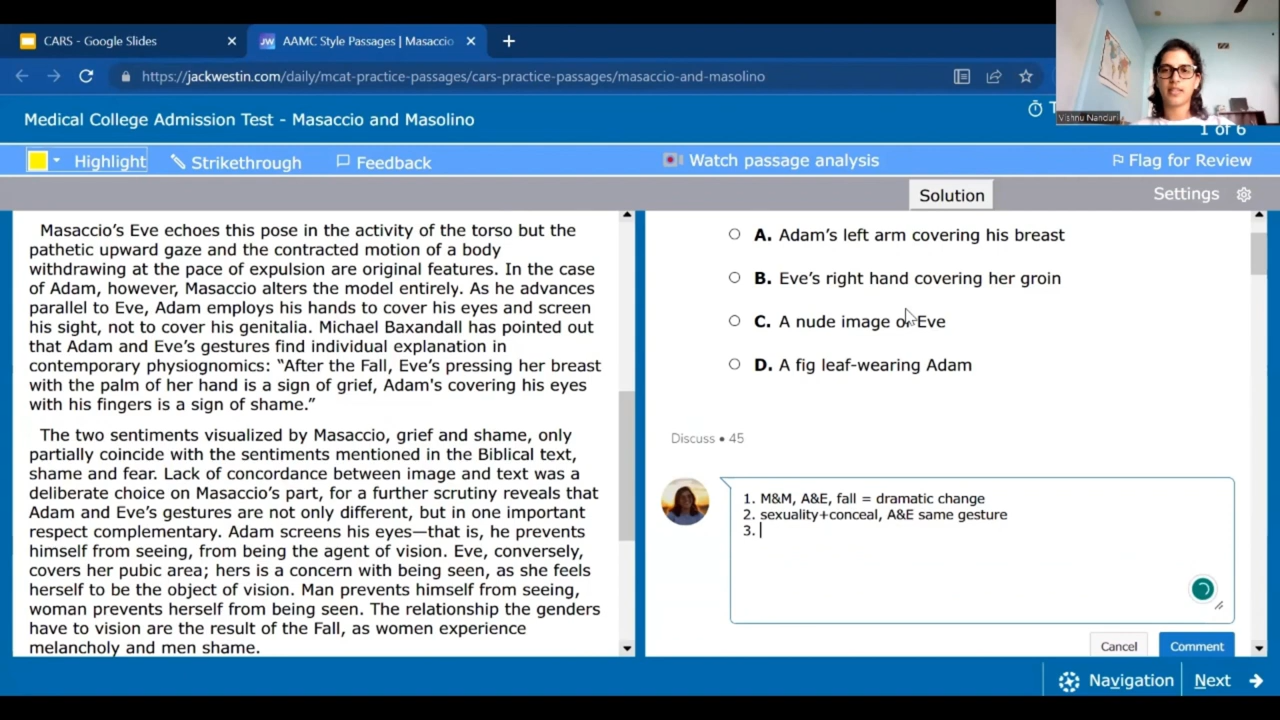 CARS - Google Slides
JW
AAMC Style Passages | Masaccio
https://jackwestin.com/daily/mcat-practice-passages/cars-practice-passages/masaccio-and-masolino
Vishnu Nanduri
Medical College Admission Test - Masaccio and Masolino
1 of 6
Highlight
Strikethrough
Feedback
Watch passage analysis
Flag for Review
Solution
Settings
Masaccio's Eve echoes this pose in the activity of the torso but the
pathetic upward gaze and the contracted motion of a body
withdrawing at the pace of expulsion are original features. In the case
of Adam, however, Masaccio alters the model entirely. As he advances
parallel to Eve, Adam employs his hands to cover his eyes and screen
his sight, not to cover his genitalia. Michael Baxandall has pointed out
that Adam and Eve's gestures find individual explanation in
contemporary physiognomics: “After the Fall, Eve's pressing her breast
with the palm of her hand is a sign of grief, Adam's covering his eyes
with his fingers is a sign of shame.”
The two sentiments visualized by Masaccio, grief and shame, only
partially coincide with the sentiments mentioned in the Biblical text,
shame and fear. Lack of concordance between image and text was a
deliberate choice on Masaccio's part, for a further scrutiny reveals that
Adam and Eve's gestures are not only different, but in one important
respect complementary. Adam screens his eyes—that is, he prevents
himself from seeing, from being the agent of vision. Eve, conversely,
covers her pubic area; hers is a concern with being seen, as she feels
herself to be the object of vision. Man prevents himself from seeing,
woman prevents herself from being seen. The relationship the genders
have to vision are the result of the Fall, as women experience
melancholy and men shame.
A. Adam's left arm covering his breast
B. Eve's right hand covering her groin
C. A nude image of Eve
D. A fig leaf-wearing Adam
Discuss • 45
1. M&M, A&E, fall = dramatic change
2. sexuality+conceal, A&E same gesture
3.
Cancel
Comment
Navigation
Next